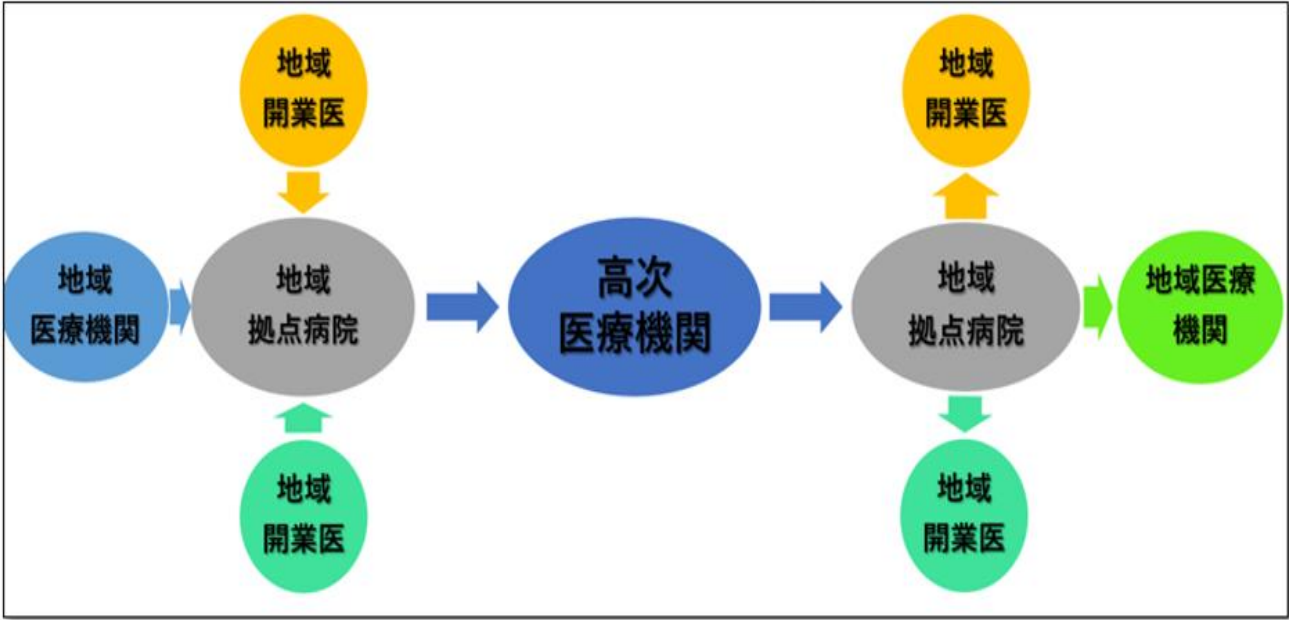 地域
開業医
地域
開業医
地域
医療機関
地域
拠点病院
高次
医療機関
地域
拠点病院
地域医療
機関
地域
開業医
地域
開業医